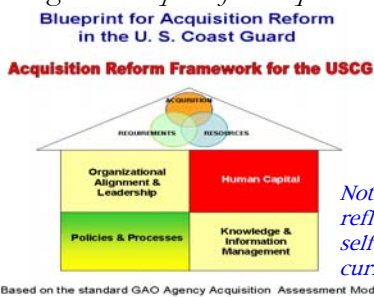 Blueprint for Acquisition Reform
in the U. S. Coast Guard
Acquisition Reform Framework for the USCG
ACQUISITION
REQUIREMENTS
RESOURCES
Organizational
Alignment &
Leadership
Human Capital
Policies & Processes
Knowledge &
Information
Management
Not
refl
self
curr
Based on the standard GAO Agency Acquisition Assessment Mod